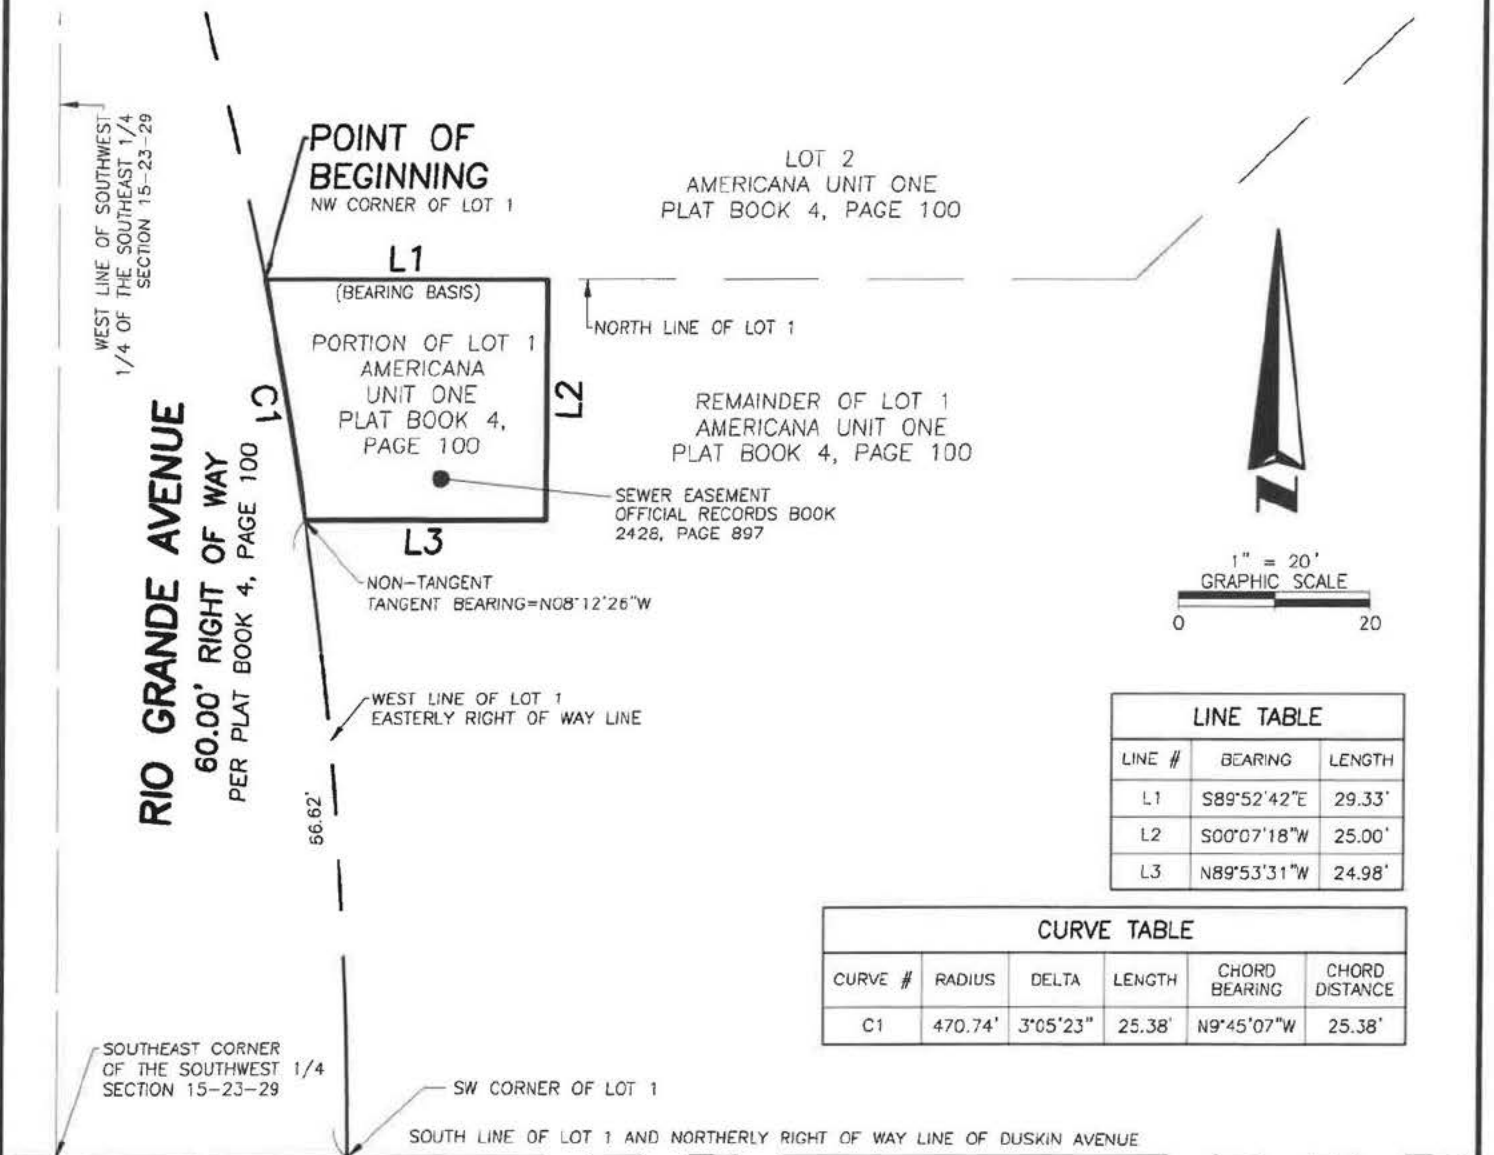 WEST LINE OF SOUTHWEST
1/4 OF THE SOUTHEAST 1/4
SECTION 15-23-29
POINT OF
BEGINNING
NW CORNER OF LOT 1
LOT 2
AMERICANA UNIT ONE
PLAT BOOK 4, PAGE 100
L1
(BEARING BASIS)
NORTH LINE OF LOT 1
PORTION OF LOT 1
AMERICANA
UNIT ONE
PLAT BOOK 4,
PAGE 100
C1
L2
REMAINDER OF LOT 1
AMERICANA UNIT ONE
PLAT BOOK 4, PAGE 100
SEWER EASEMENT
OFFICIAL RECORDS BOOK
2428, PAGE 897
L3
NON-TANGENT
TANGENT BEARING=N08°12'26"W
RIO GRANDE AVENUE
60.00' RIGHT OF WAY
PER PLAT BOOK 4, PAGE 100
N
1" = 20'
GRAPHIC SCALE
0 20
WEST LINE OF LOT 1
EASTERLY RIGHT OF WAY LINE
66.62'
LINE TABLE
LINE # BEARING LENGTH
L1 S89°52'42"E 29.33'
L2 S00°07'18"W 25.00'
L3 N89°53'31"W 24.98'
CURVE TABLE
CURVE # RADIUS DELTA LENGTH CHORD BEARING CHORD DISTANCE
C1 470.74' 3°05'23" 25.38' N9°45'07"W 25.38'
SOUTHEAST CORNER
OF THE SOUTHWEST 1/4
SECTION 15-23-29
SW CORNER OF LOT 1
SOUTH LINE OF LOT 1 AND NORTHERLY RIGHT OF WAY LINE OF DUSKIN AVENUE